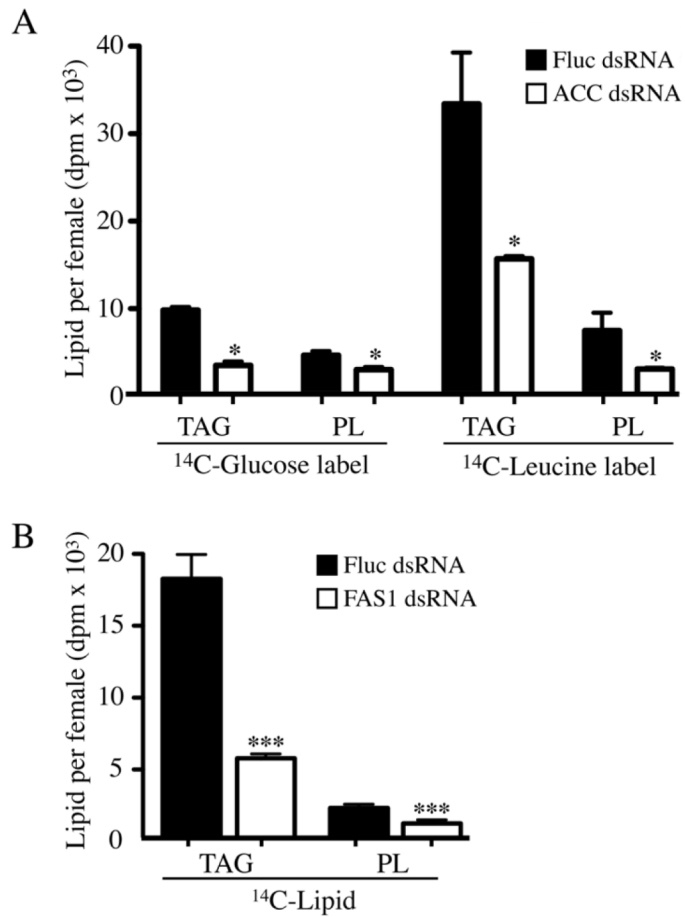 A
Lipid per female (dpm x 10³)
40
30
20
10
0
Fluc dsRNA
ACC dsRNA
*
*
*
*
TAG
PL
TAG
PL
¹⁴C-Glucose label
¹⁴C-Leucine label
B
Lipid per female (dpm x 10³)
20
15
10
5
0
Fluc dsRNA
FAS1 dsRNA
***
***
TAG
PL
¹⁴C-Lipid